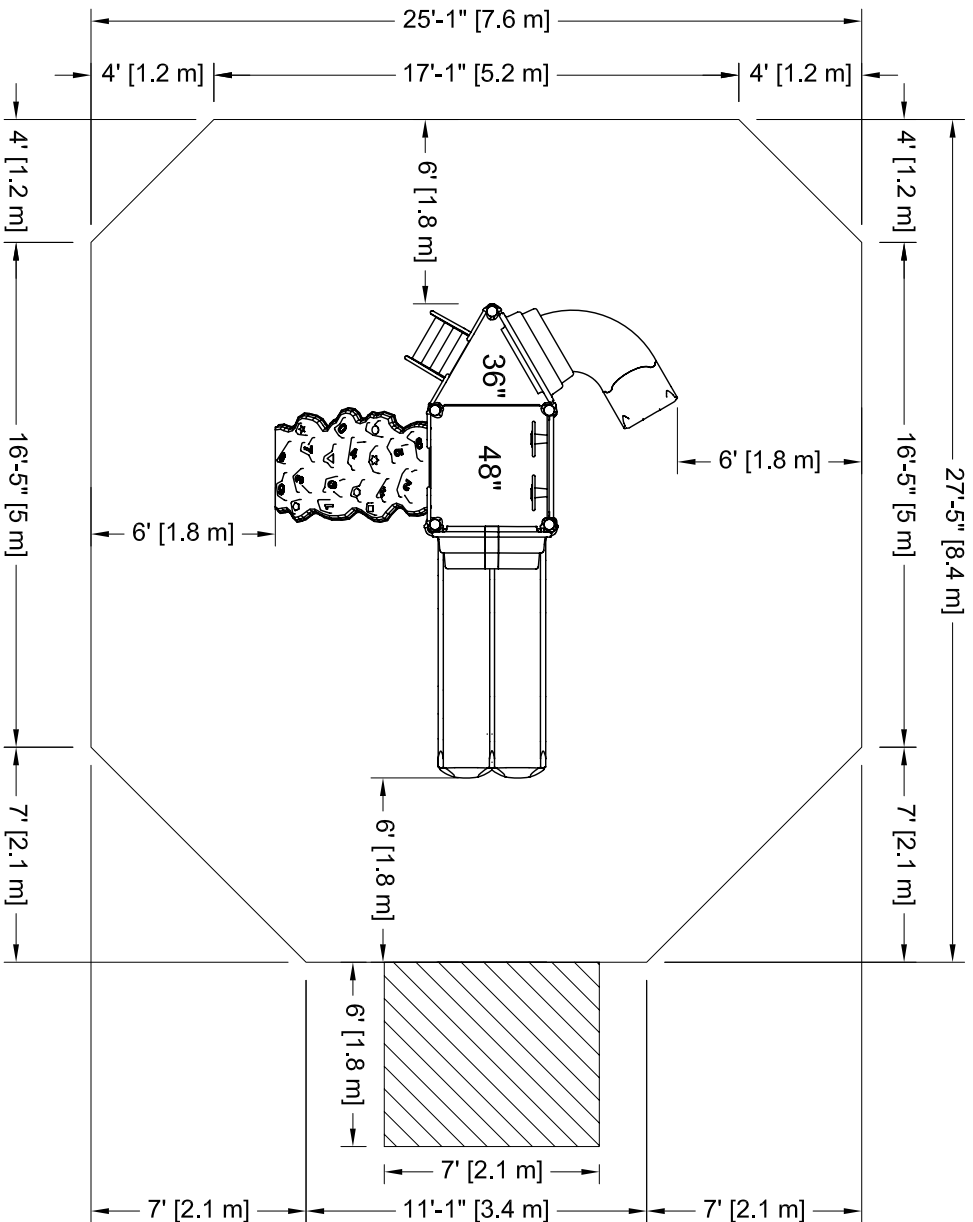 25'-1" [7.6 m]
4' [1.2 m]
17'-1" [5.2 m]
4' [1.2 m]
4' [1.2 m]
6' [1.8 m]
4' [1.2 m]
36"
48"
16'-5" [5 m]
6' [1.8 m]
6' [1.8 m]
16'-5" [5 m]
27'-5" [8.4 m]
7' [2.1 m]
6' [1.8 m]
7' [2.1 m]
6' [1.8 m]
7' [2.1 m]
7' [2.1 m]
11'-1" [3.4 m]
7' [2.1 m]